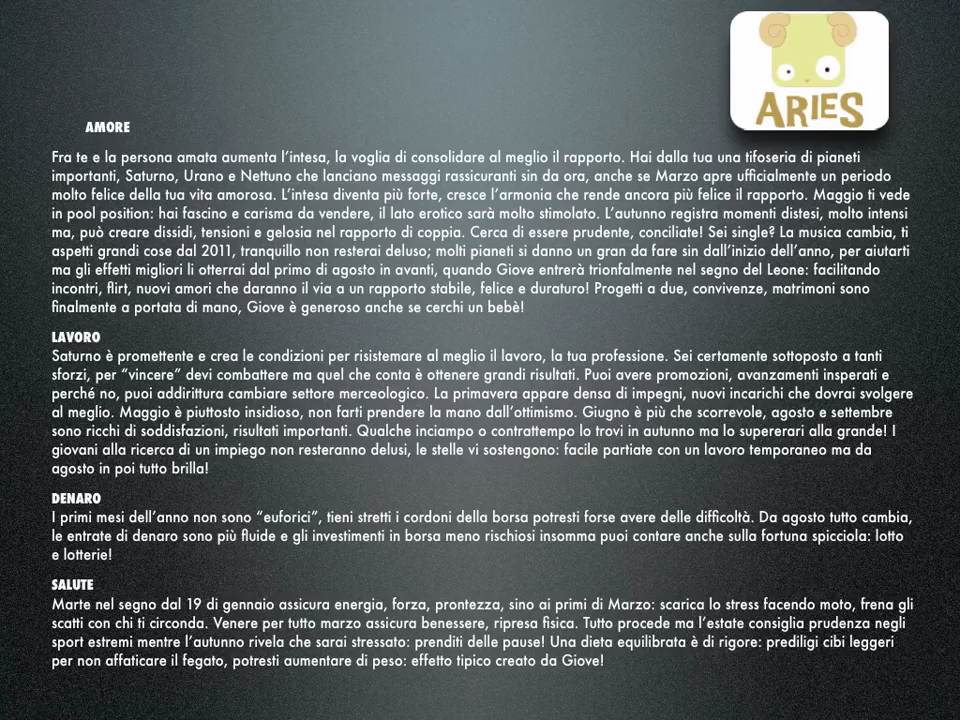 ARIES
AMORE
Fra te e la persona amata aumenta l'intesa, la voglia di consolidare al meglio il rapporto. Hai dalla tua una tifoseria di pianeti
importanti, Saturno, Urano e Nettuno che lanciano messaggi rassicuranti sin da ora, anche se Marzo apre ufficialmente un periodo
molto felice della tua vita amorosa. L'intesa diventa più forte, cresce l'armonia che rende ancora più felice il rapporto. Maggio ti vede
in pool position: hai fascino e carisma da vendere, il lato erotico sarà molto stimolato. L'autunno registra momenti distesi, molto intensi
ma, può creare dissidi, tensioni e gelosia nel rapporto di coppia. Cerca di essere prudente, conciliate! Sei single? La musica cambia, ti
aspetti grandi cose dal 2011, tranquillo non resterai deluso; molti pianeti si danno un gran da fare sin dall'inizio dell'anno, per aiutarti
ma gli effetti migliori li otterrai dal primo di agosto in avanti, quando Giove entrerà trionfalmente nel segno del Leone: facilitando
incontri, flirt, nuovi amori che daranno il via a un rapporto stabile, felice e duraturo! Progetti a due, convivenze, matrimoni sono
finalmente a portata di mano, Giove è generoso anche se cerchi un bebè!
LAVORO
Saturno è promettente e crea le condizioni per risistemare al meglio il lavoro, la tua professione. Sei certamente sottoposto a tanti
sforzi, per “vincere” devi combattere ma quel che conta è ottenere grandi risultati. Puoi avere promozioni, avanzamenti insperati e
perché no, puoi addirittura cambiare settore merceologico. La primavera appare densa di impegni, nuovi incarichi che dovrai svolgere
al meglio. Maggio è piuttosto insidioso, non farti prendere la mano dall'ottimismo. Giugno è più che scorrevole, agosto e settembre
sono ricchi di soddisfazioni, risultati importanti. Qualche inciampo o contrattempo lo trovi in autunno ma lo supererari alla grande! I
giovani alla ricerca di un impiego non resteranno delusi, le stelle vi sostengono: facile partiate con un lavoro temporaneo ma da
agosto in poi tutto brilla!
DENARO
I primi mesi dell'anno non sono “euforici”, tieni stretti i cordoni della borsa potresti forse avere delle difficoltà. Da agosto tutto cambia,
le entrate di denaro sono più fluide e gli investimenti in borsa meno rischiosi insomma puoi contare anche sulla fortuna spicciola: lotto
e lotterie!
SALUTE
Marte nel segno dal 19 di gennaio assicura energia, forza, prontezza, sino ai primi di Marzo: scarica lo stress facendo moto, frena gli
scatti con chi ti circonda. Venere per tutto marzo assicura benessere, ripresa fisica. Tutto procede ma l'estate consiglia prudenza negli
sport estremi mentre l'autunno rivela che sarai stressato: prenditi delle pause! Una dieta equilibrata è di rigore: prediligi cibi leggeri
per non affaticare il fegato, potresti aumentare di peso: effetto tipico creato da Giove!